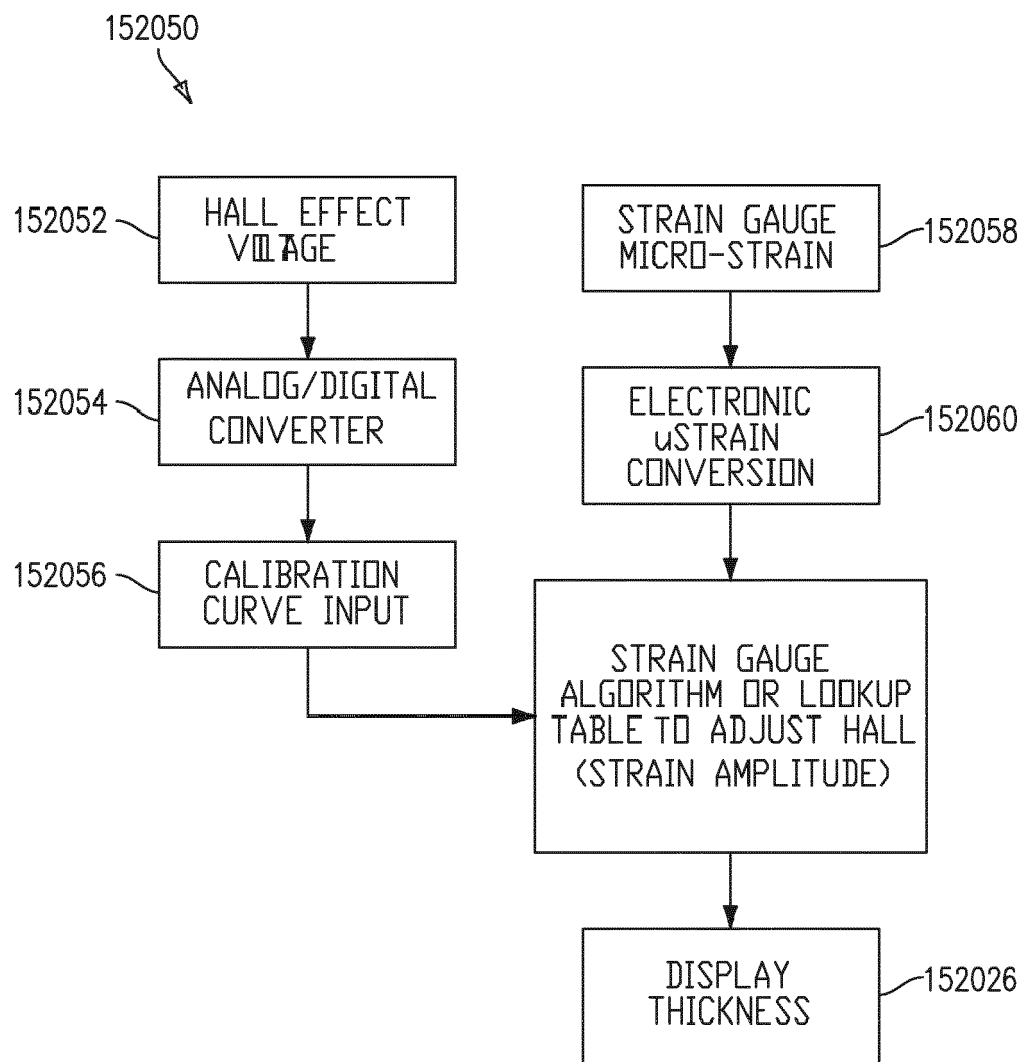 152050
152052
HALL EFFECT
VOLTAGE
152054
ANALOG/DIGITAL
CONVERTER
152056
CALIBRATION
CURVE INPUT
STRAIN GAUGE
MICRO-STRAIN
152058
ELECTRONIC
uSTRAIN
CONVERSION
152060
STRAIN GAUGE
ALGORITHM OR LOOKUP
TABLE TO ADJUST HALL
(STRAIN AMPLITUDE)
DISPLAY
THICKNESS
152026